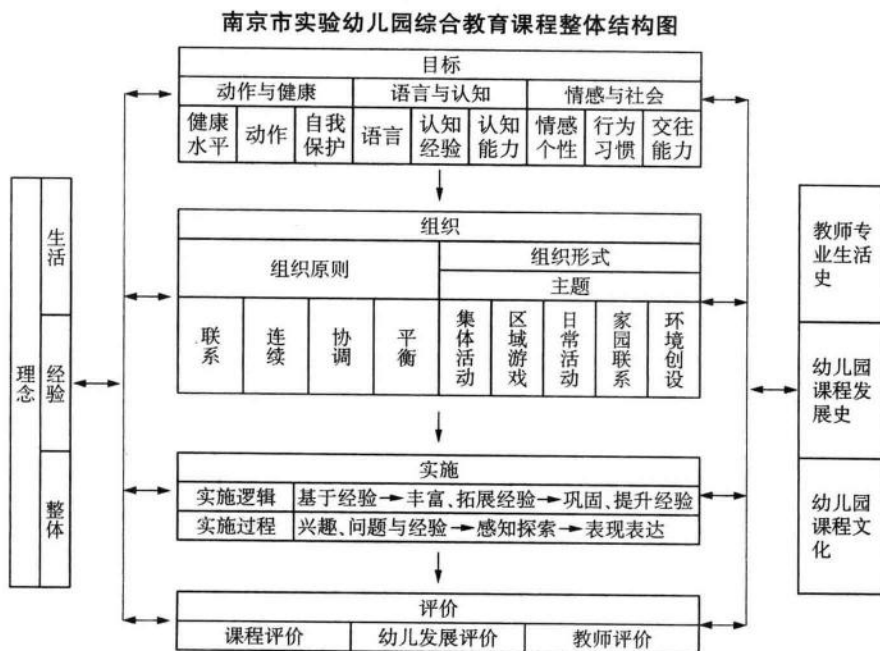 南京市实验幼儿园综合教育课程整体结构图
目标
动作与健康 语言与认知 情感与社会
健康水平 动作 自我保护 语言 认知经验 认知能力 情感个性 行为习惯 交往能力
组织
组织原则
组织形式
主题
联系 连续 协调 平衡 集体活动 区域游戏 日常活动 家园联系 环境创设
实施
实施逻辑 基于经验→丰富、拓展经验→巩固、提升经验
实施过程 兴趣、问题与经验→感知探索→表现表达
评价
课程评价 幼儿发展评价 教师评价
理念
生活
经验
整体
教师专
业生活
史
幼儿园
课程发
展史
幼儿园
课程文
化